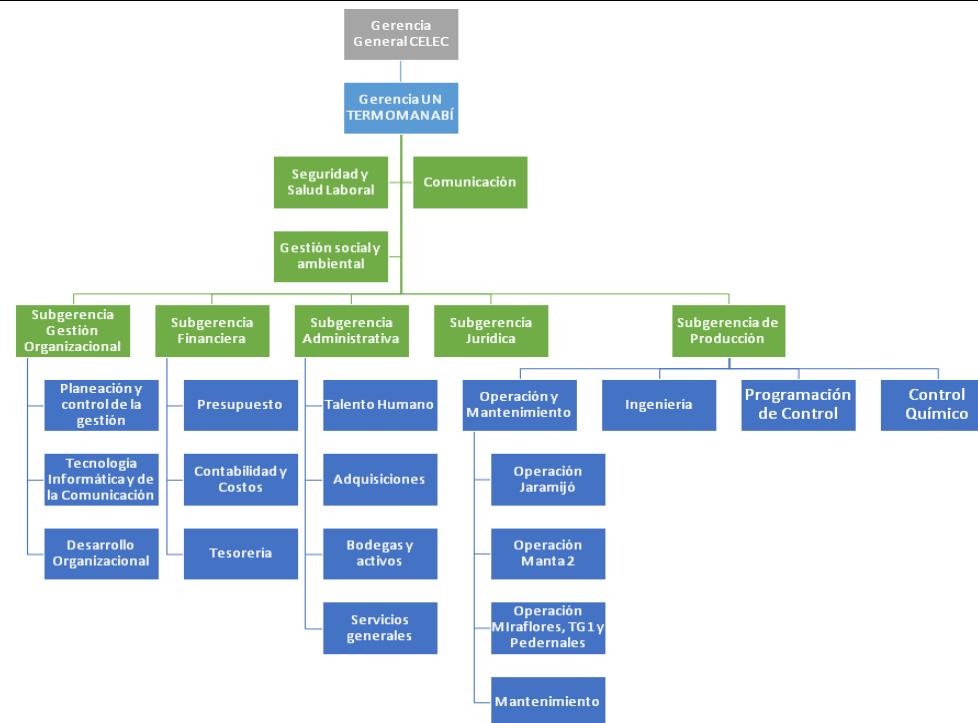 Gerencia
General CELEC
Gerencia UN
TERMOMANABÍ
Seguridad y
Salud Laboral
Comunicación
Gestión social y
ambiental
Subgerencia
Gestión
Organizacional
Subgerencia
Financiera
Subgerencia
Administrativa
Subgerencia
Jurídica
Subgerencia de
Producción
Planeación y
control de la
gestión
Tecnología
Informática y de
la Comunicación
Desarrollo
Organizacional
Presupuesto
Contabilidad y
Costos
Tesorería
Talento Humano
Adquisiciones
Bodegas y
activos
Servicios
generales
Operación y
Mantenimiento
Ingeniería
Programación
de Control
Control
Químico
Operación
Jaramijó
Operación
Manta 2
Operación
MIraflores, TG1 y
Pedernales
Mantenimiento